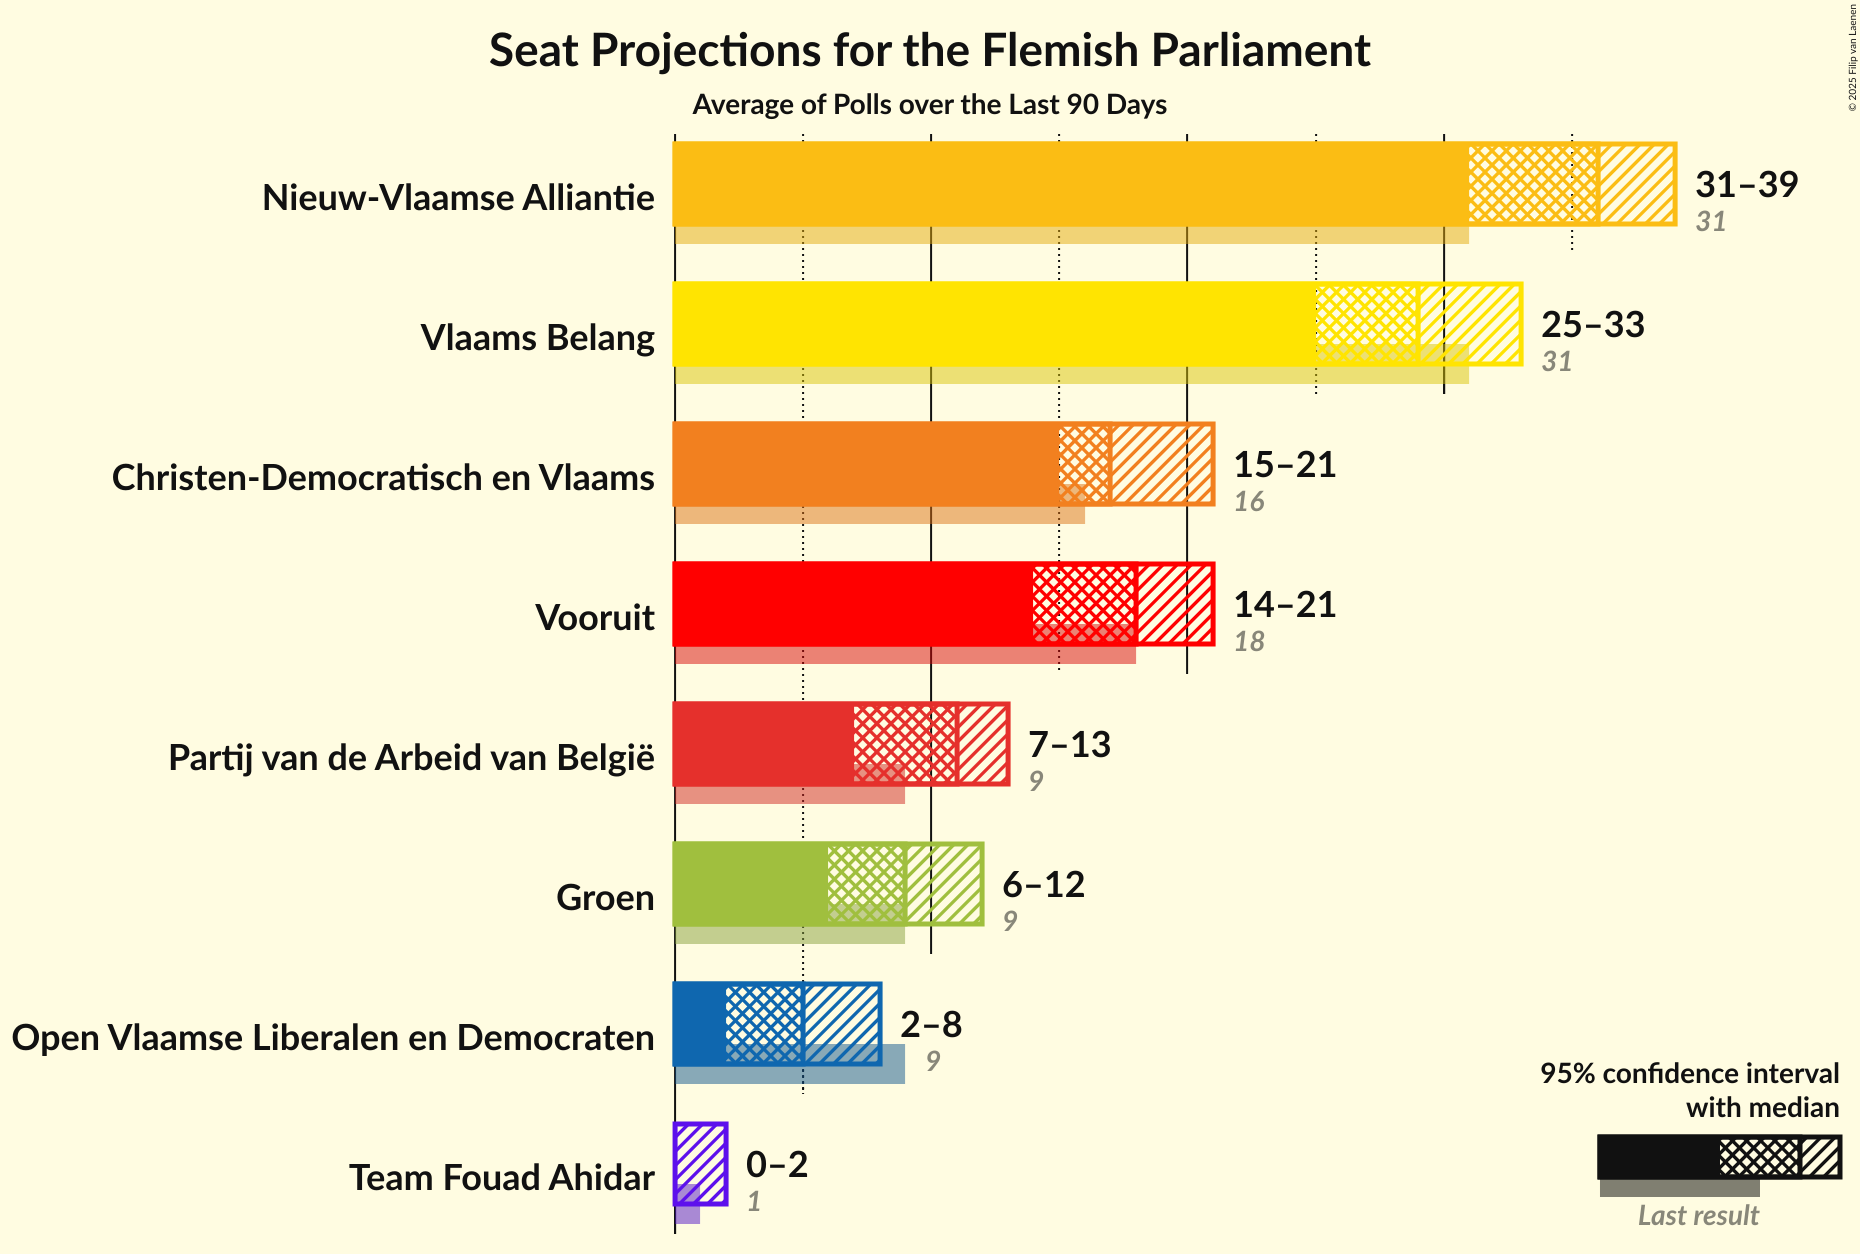 Seat Projections for the Flemish Parliament
Average of Polls over the Last 90 Days
© 2025 Filip van Laenen
Nieuw-Vlaamse Alliantie
31–39
31
Vlaams Belang
25–33
31
Christen-Democratisch en Vlaams
15–21
16
Vooruit
14–21
18
Partij van de Arbeid van België
7–13
9
Groen
6–12
9
Open Vlaamse Liberalen en Democraten
2–8
9
Team Fouad Ahidar
0–2
1
95% confidence interval
with median
Last result